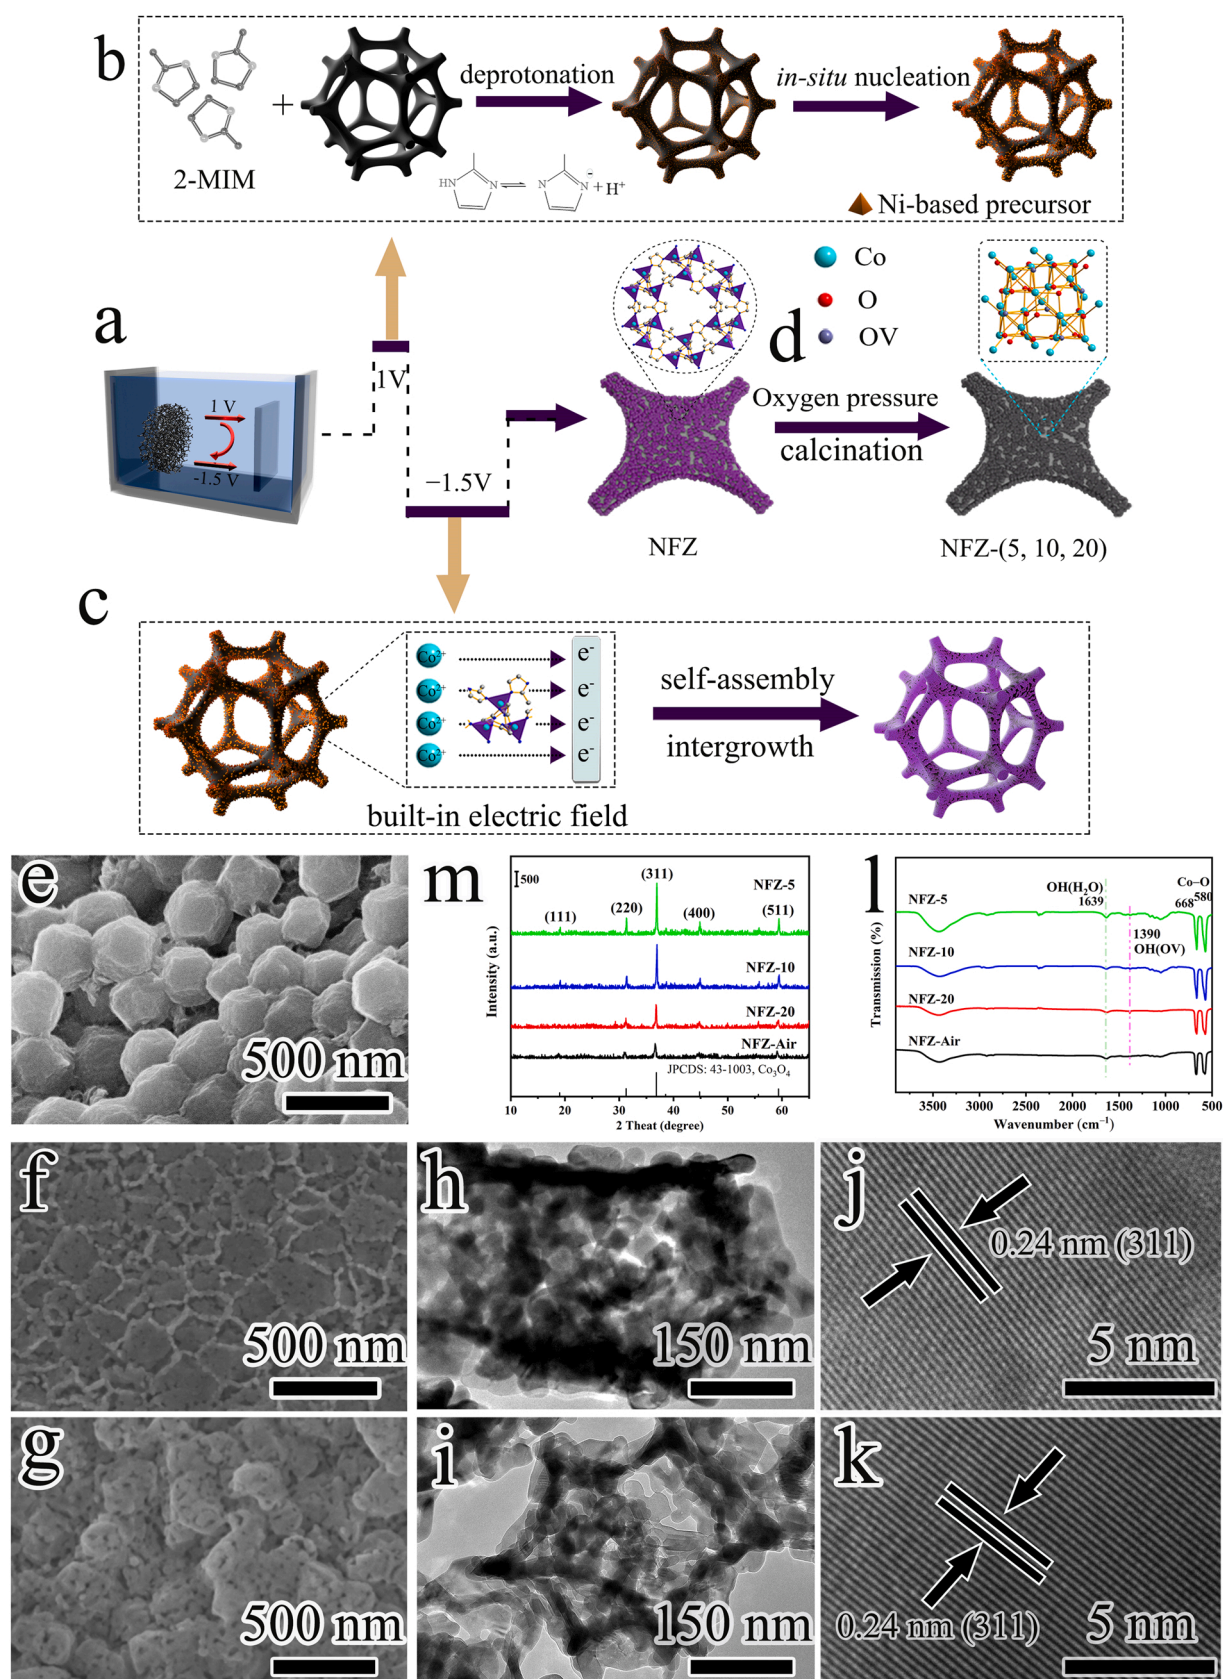 b
2-MIM
+
deprotonation
in-situ nucleation
HN
N
N
N
−
+ H⁺
Ni-based precursor
a
1 V
-1.5 V
1V
−1.5V
NFZ
d
Co
O
OV
Oxygen pressure
calcination
NFZ-(5, 10, 20)
c
Co²⁺
Co²⁺
Co²⁺
Co²⁺
e⁻
e⁻
e⁻
e⁻
built-in electric field
self-assembly
intergrowth
e
500 nm
m
500
(111)
(220)
(311)
(400)
(511)
NFZ-5
NFZ-10
NFZ-20
NFZ-Air
JPCDS: 43-1003, Co₃O₄
Intensity (a.u.)
10 20 30 40 50 60
2 Theat (degree)
l
NFZ-5
NFZ-10
NFZ-20
NFZ-Air
OH(H₂O)
1639
Co−O
668 580
1390
OH(OV)
Transmission (%)
3500 3000 2500 2000 1500 1000 500
Wavenumber (cm⁻¹)
f
500 nm
h
150 nm
j
0.24 nm (311)
5 nm
g
500 nm
i
150 nm
k
0.24 nm (311)
5 nm